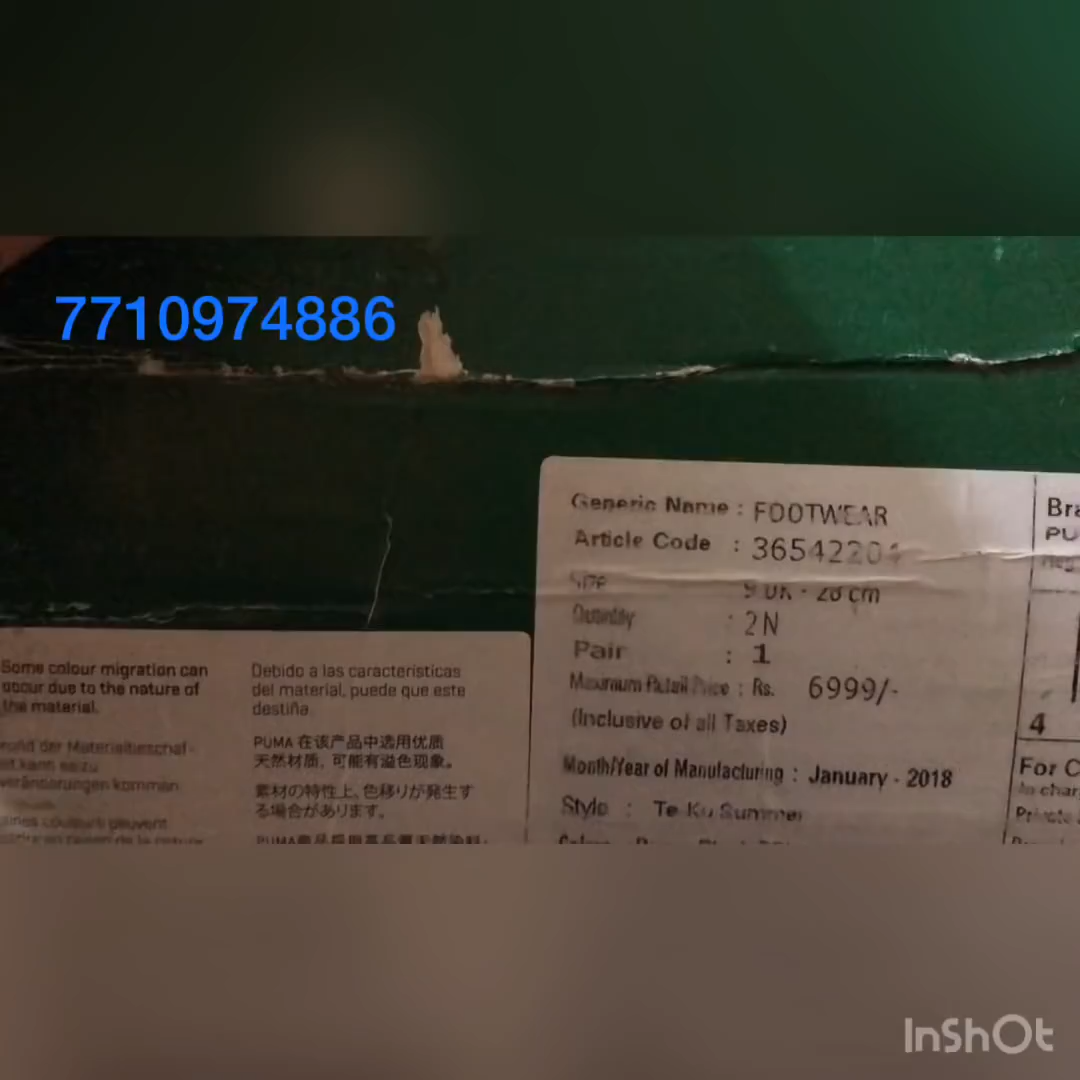 7710974886
Generic Name : FOOTWEAR
Article Code : 36542204
Size 9 UK - 28 cm
Quantity : 2N
Pair : 1
Maximum Retail Price : Rs. 6999/-
(Inclusive of all Taxes)
Month/Year of Manufacturing : January - 2018
Style : Te-Ku Summer
Bra
PU
4
For C
Some colour migration can
occur due to the nature of
the material.
Debido a las caracteristicas
del material, puede que este
destiña.
PUMA 在该产品中选用优质
天然材质, 可能有溢色现象。
素材の特性上、色移りが発生す
る場合があります。
InShOt